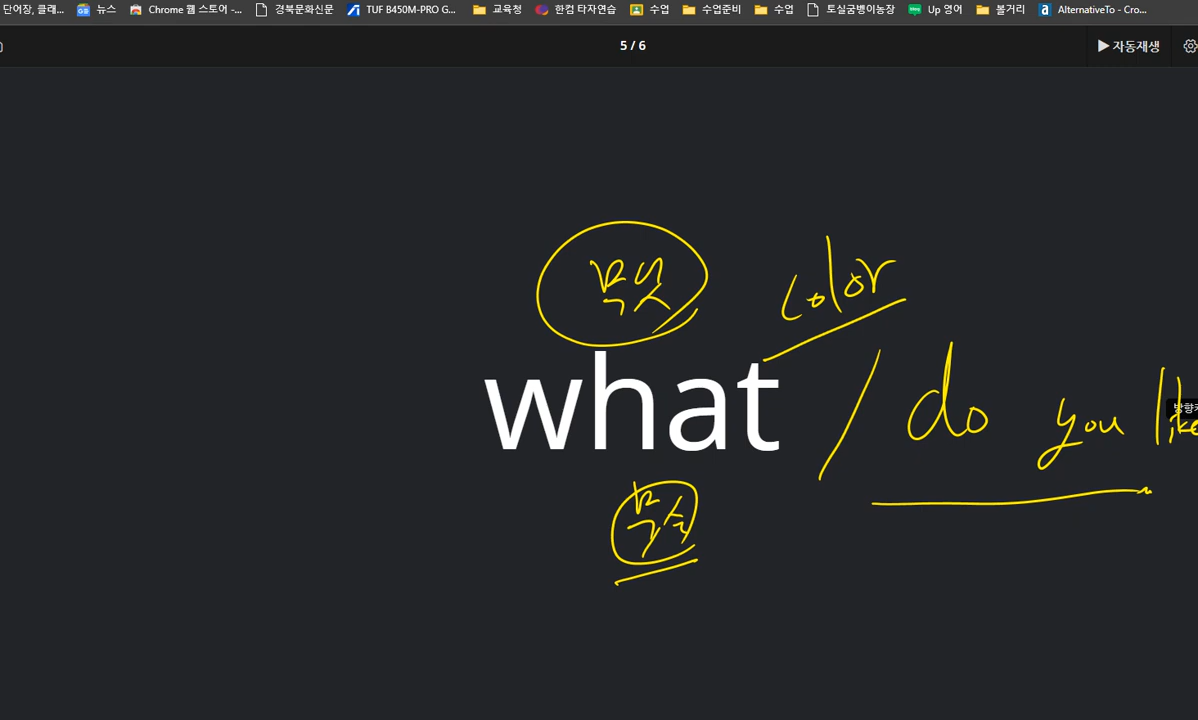 단어장, 클래... 뉴스 Chrome 웹 스토어 -... 경북문화신문 TUF B450M-PRO G... 교육청 한컴 타자연습 수업 수업준비 수업 토실굼벵이농장 Up 영어 볼거리 AlternativeTo - Cro...
5 / 6 ▶ 자동재생
무엇 color
what / do you like
무슨